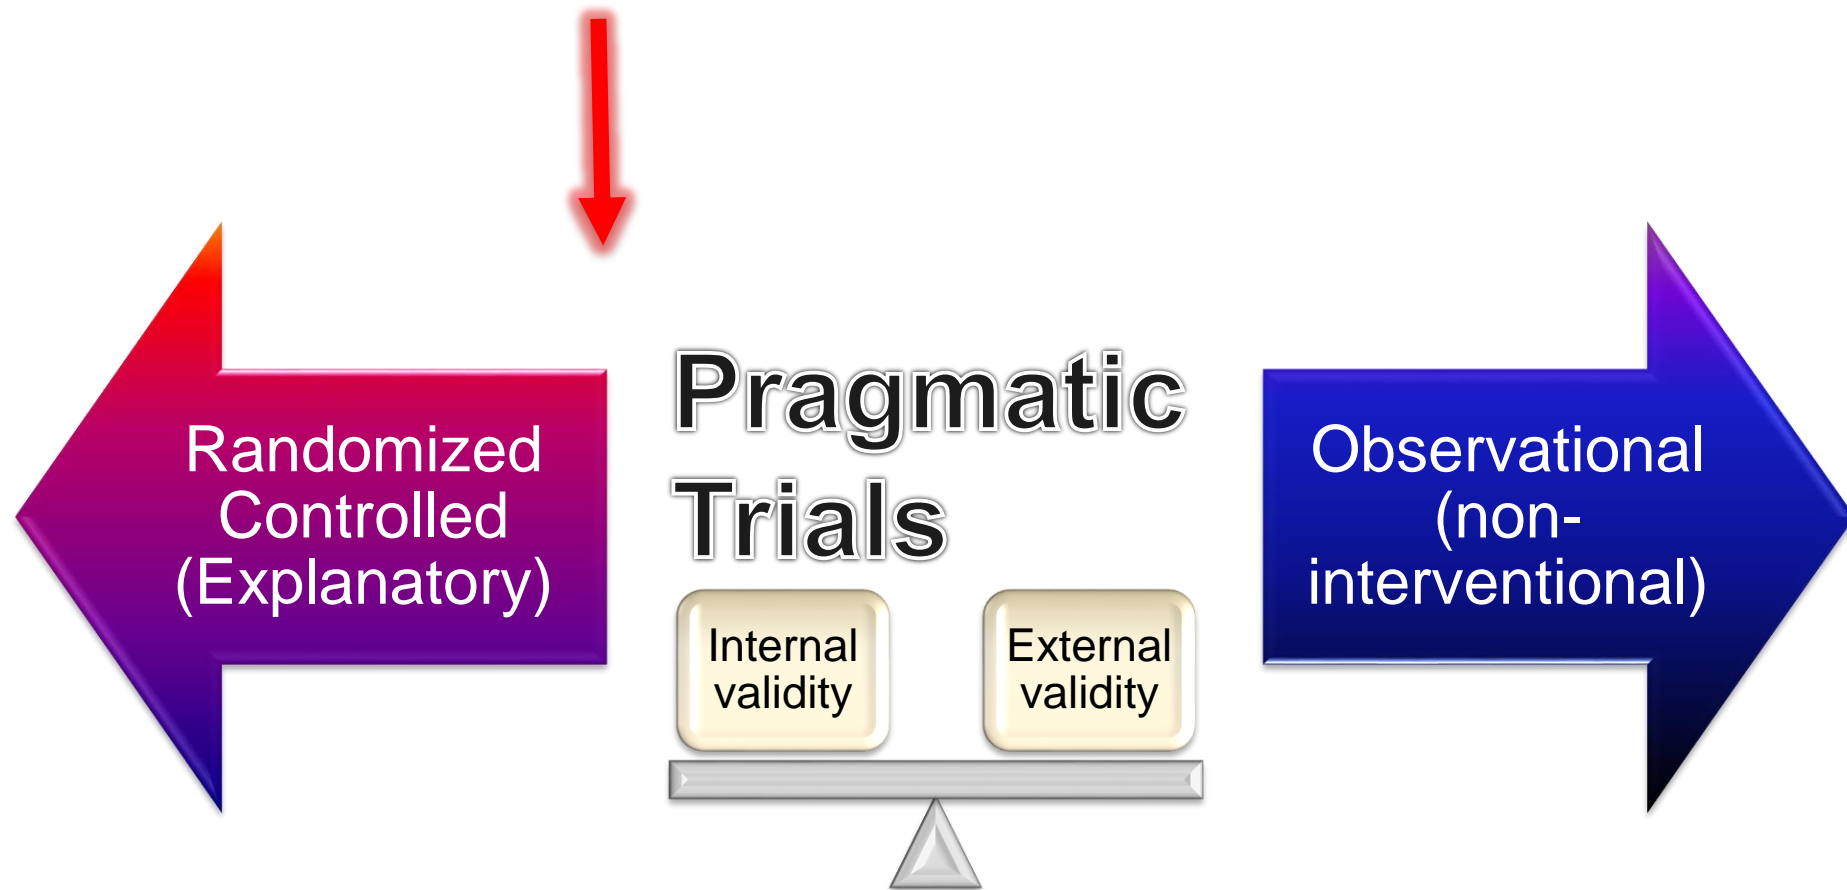 Randomized
Controlled
(Explanatory)
Pragmatic
Trials
Internal
validity
External
validity
Observational
(non-
interventional)